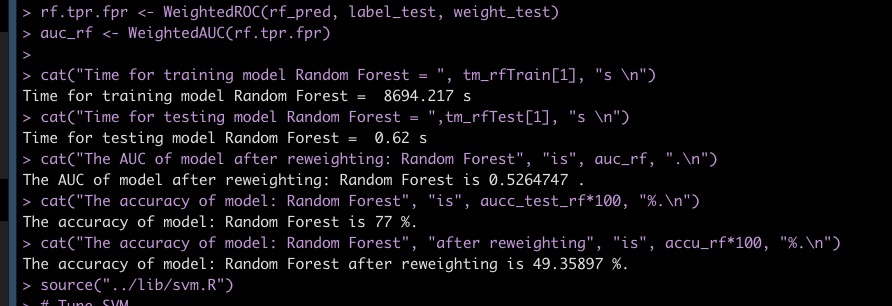 > rf.tpr.fpr <- WeightedROC(rf_pred, label_test, weight_test)
> auc_rf <- WeightedAUC(rf.tpr.fpr)
>
> cat("Time for training model Random Forest = ", tm_rfTrain[1], "s \n")
Time for training model Random Forest =  8694.217 s
> cat("Time for testing model Random Forest = ",tm_rfTest[1], "s \n")
Time for testing model Random Forest =  0.62 s
> cat("The AUC of model after reweighting: Random Forest", "is", auc_rf, ".\n")
The AUC of model after reweighting: Random Forest is 0.5264747 .
> cat("The accuracy of model: Random Forest", "is", aucc_test_rf*100, "%.\n")
The accuracy of model: Random Forest is 77 %.
> cat("The accuracy of model: Random Forest", "after reweighting", "is", accu_rf*100, "%.\n")
The accuracy of model: Random Forest after reweighting is 49.35897 %.
> source("../lib/svm.R")
> # Tune SVM